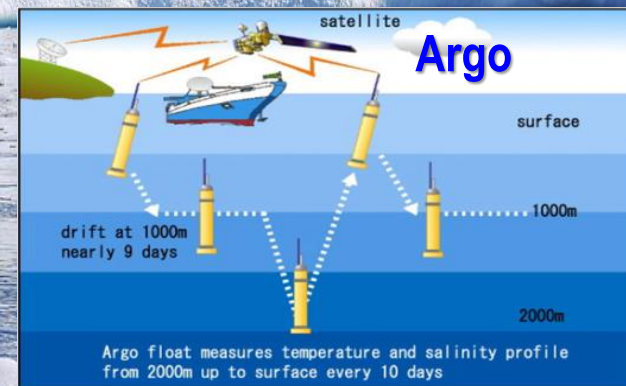 satellite
Argo
surface
1000m
drift at 1000m
nearly 9 days
2000m
Argo float measures temperature and salinity profile
from 2000m up to surface every 10 days